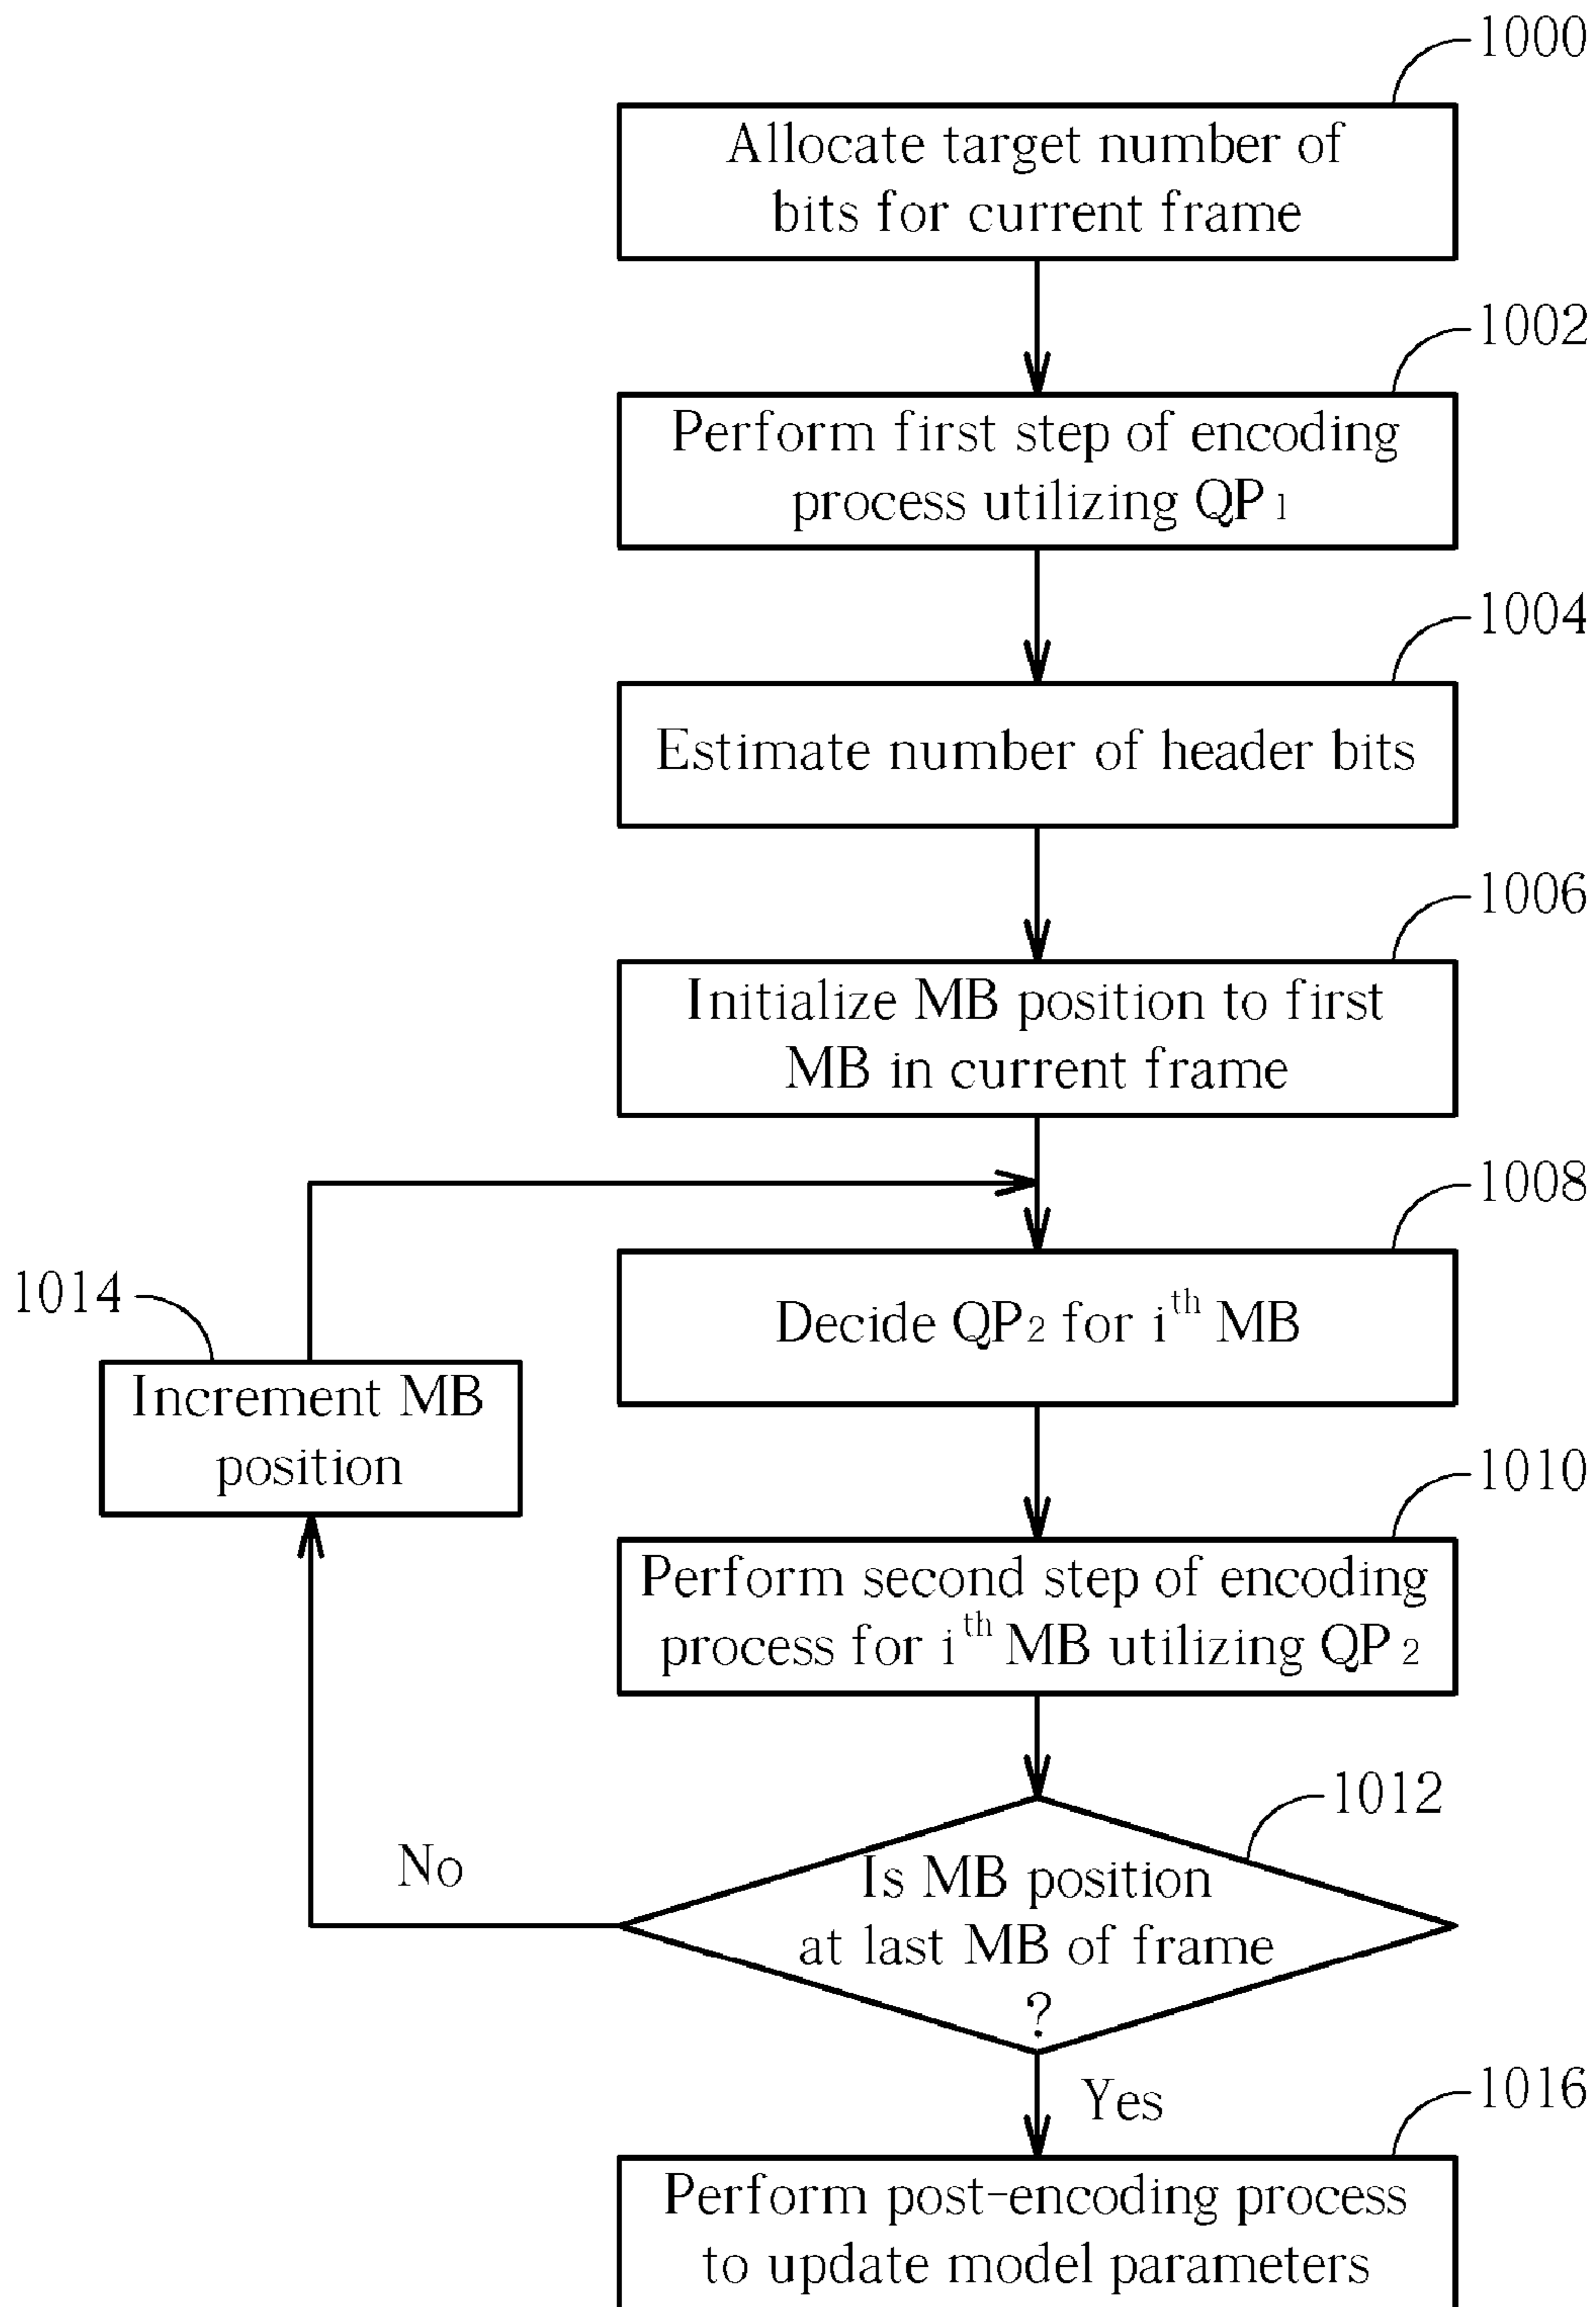 1000
Allocate target number of
bits for current frame
1002
Perform first step of encoding
process utilizing QP₁
1004
Estimate number of header bits
1006
Initialize MB position to first
MB in current frame
1008
Decide QP₂ for iᵗʰ MB
1014
Increment MB
position
1010
Perform second step of encoding
process for iᵗʰ MB utilizing QP₂
1012
Is MB position
at last MB of frame
?
No
Yes
1016
Perform post-encoding process
to update model parameters